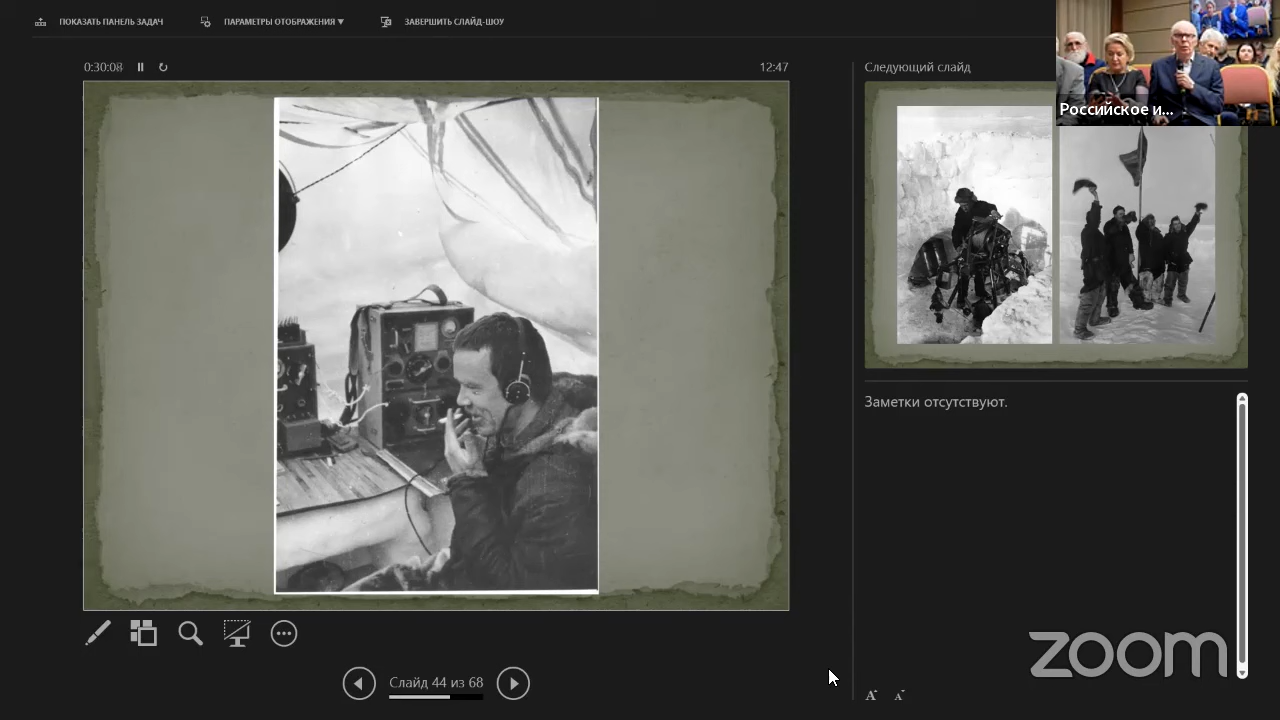 ПОКАЗАТЬ ПАНЕЛЬ ЗАДАЧ
ПАРАМЕТРЫ ОТОБРАЖЕНИЯ ▼
ЗАВЕРШИТЬ СЛАЙД-ШОУ
0:30:08
12:47
Следующий слайд
Российское и...
Заметки отсутствуют.
Слайд 44 из 68
A A
zoom